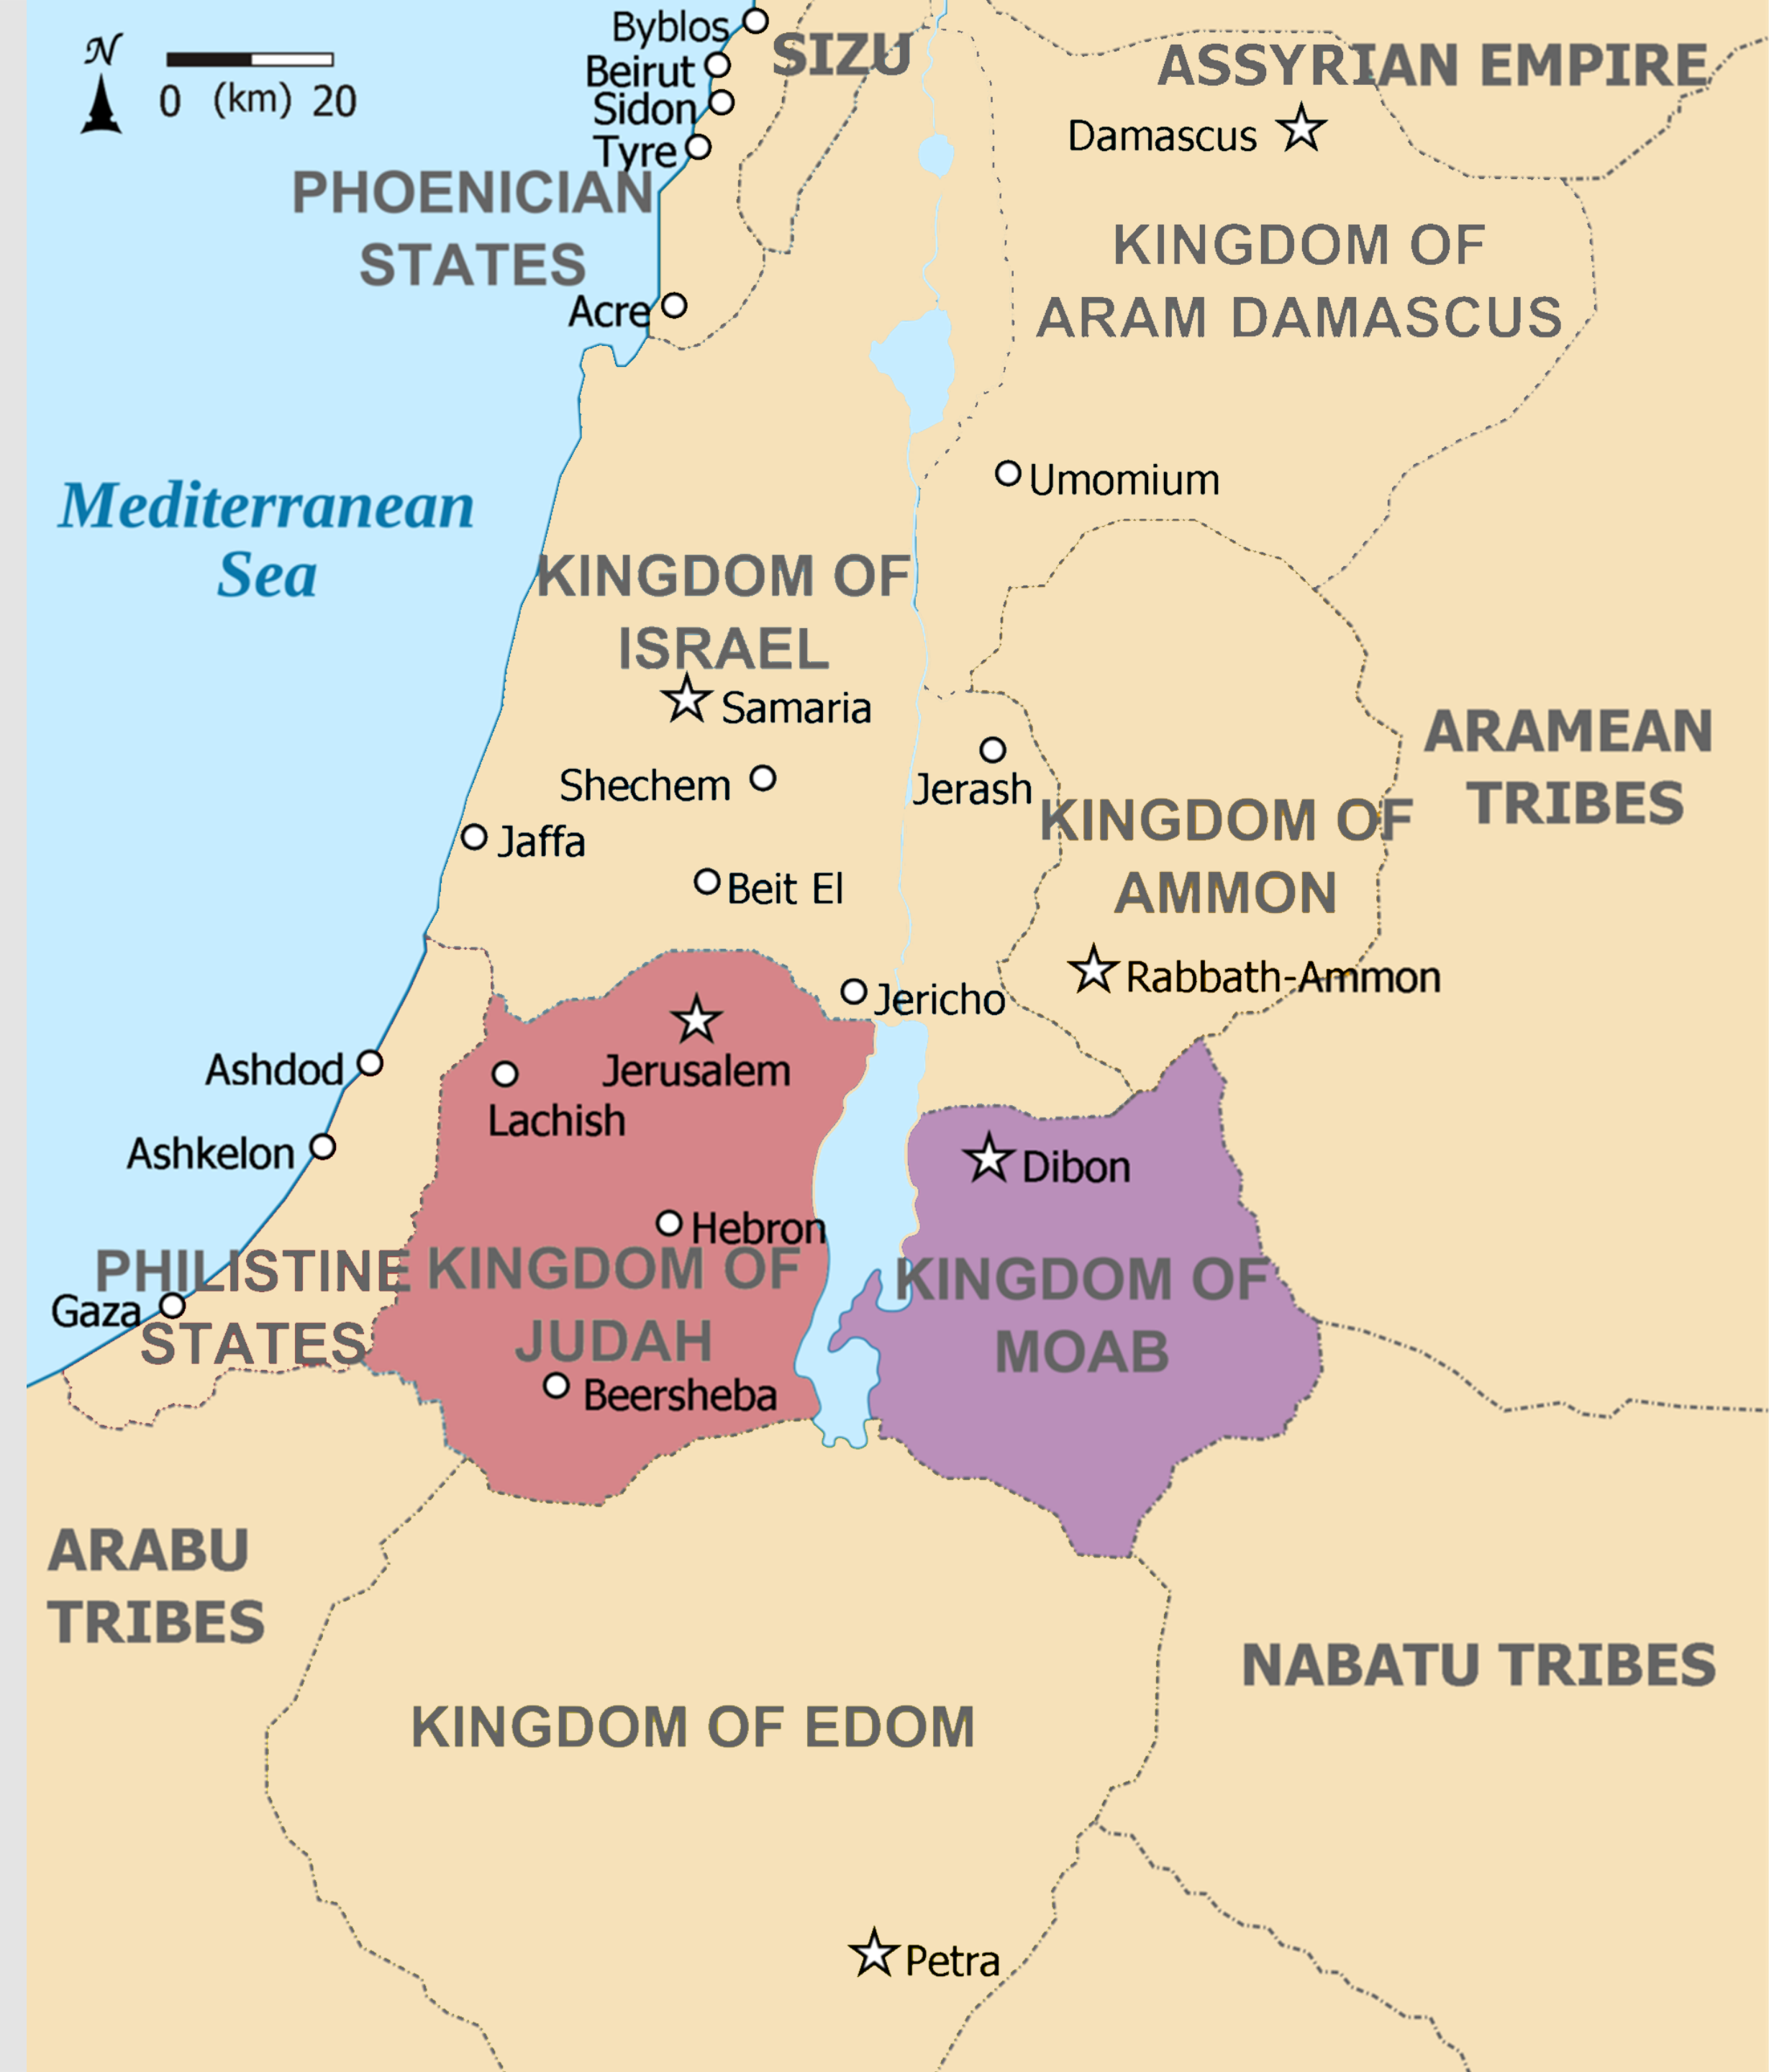 N
0 (km) 20
Byblos
SIZU
Beirut
Sidon
Tyre
ASSYRIAN EMPIRE
Damascus
PHOENICIAN
STATES
Acre
KINGDOM OF
ARAM DAMASCUS
Umomium
Mediterranean
Sea
KINGDOM OF
ISRAEL
Samaria
Shechem
Jerash
Jaffa
Beit El
KINGDOM OF
AMMON
Rabbath-Ammon
ARAMEAN
TRIBES
Jericho
Jerusalem
Ashdod
Lachish
Ashkelon
Dibon
Hebron
PHILISTINE
STATES
Gaza
KINGDOM OF
JUDAH
Beersheba
KINGDOM OF
MOAB
ARABU
TRIBES
NABATU TRIBES
KINGDOM OF EDOM
Petra